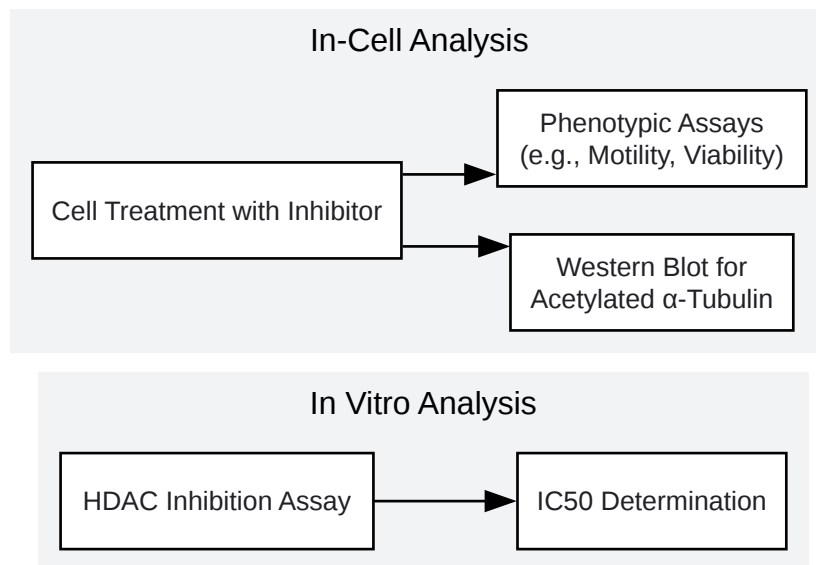 In-Cell Analysis
Phenotypic Assays
(e.g., Motility, Viability)
Cell Treatment with Inhibitor
Western Blot for
Acetylated α-Tubulin
In Vitro Analysis
HDAC Inhibition Assay
IC50 Determination